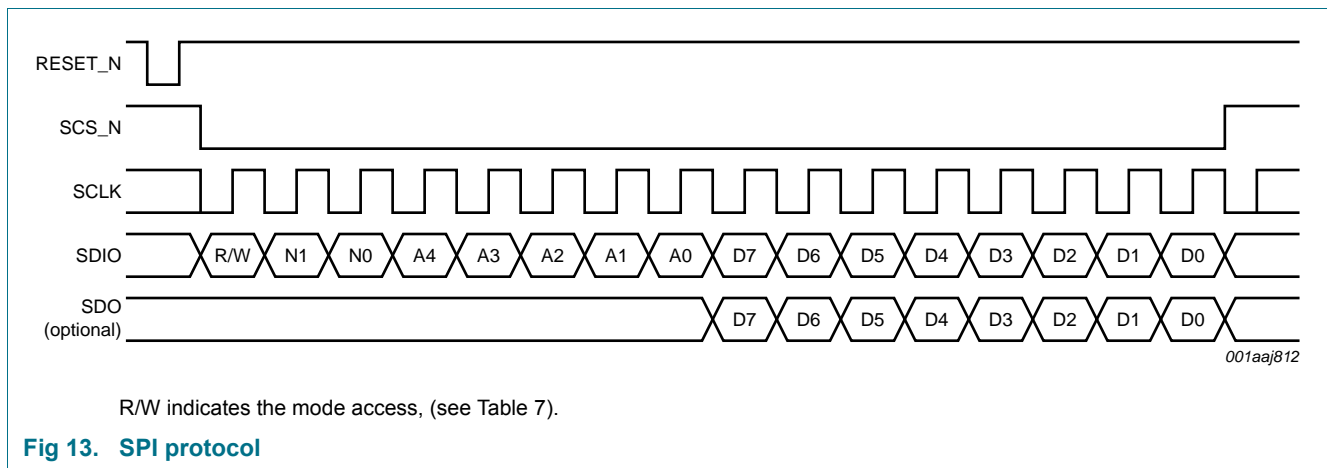 RESET_N
SCS_N
SCLK
SDIO R/W N1 N0 A4 A3 A2 A1 A0 D7 D6 D5 D4 D3 D2 D1 D0
SDO
(optional) D7 D6 D5 D4 D3 D2 D1 D0
001aaj812
R/W indicates the mode access, (see Table 7).
Fig 13. SPI protocol